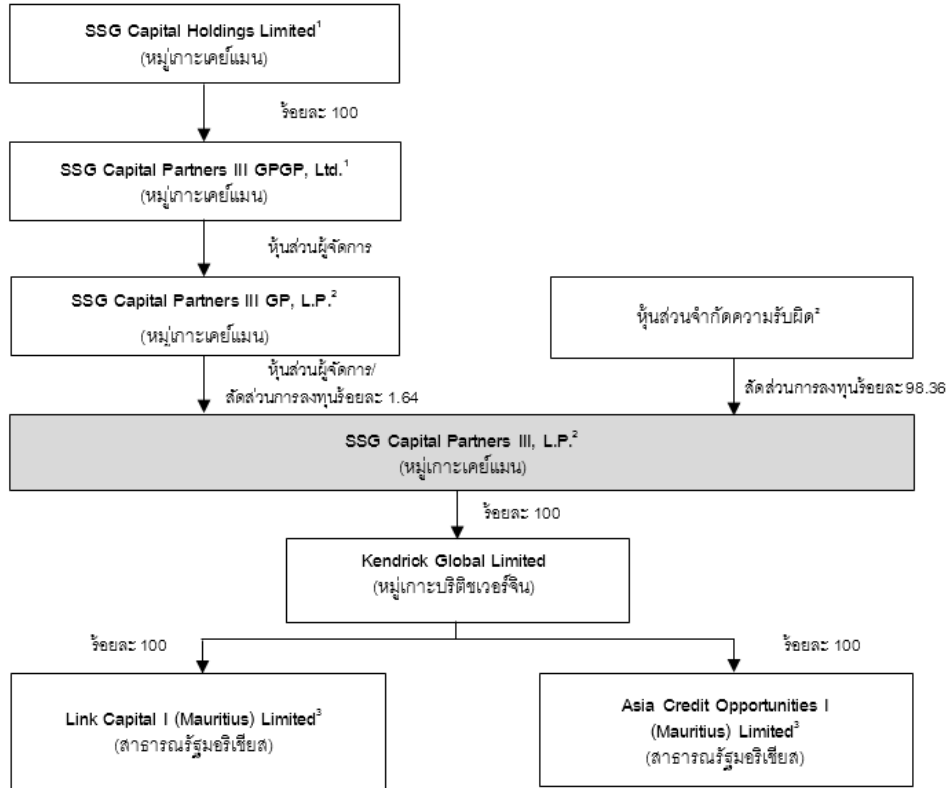 SSG Capital Holdings Limited¹
(หมู่เกาะเคย์แมน)
ร้อยละ 100
SSG Capital Partners III GPGP, Ltd.¹
(หมู่เกาะเคย์แมน)
หุ้นส่วนผู้จัดการ
SSG Capital Partners III GP, L.P.²
(หมู่เกาะเคย์แมน)
หุ้นส่วนจำกัดความรับผิด²
หุ้นส่วนผู้จัดการ/
สัดส่วนการลงทุนร้อยละ 1.64
สัดส่วนการลงทุนร้อยละ 98.36
SSG Capital Partners III, L.P.²
(หมู่เกาะเคย์แมน)
ร้อยละ 100
Kendrick Global Limited
(หมู่เกาะบริติชเวอร์จิน)
ร้อยละ 100
ร้อยละ 100
Link Capital I (Mauritius) Limited³
(สาธารณรัฐมอริเชียส)
Asia Credit Opportunities I
(Mauritius) Limited³
(สาธารณรัฐมอริเชียส)